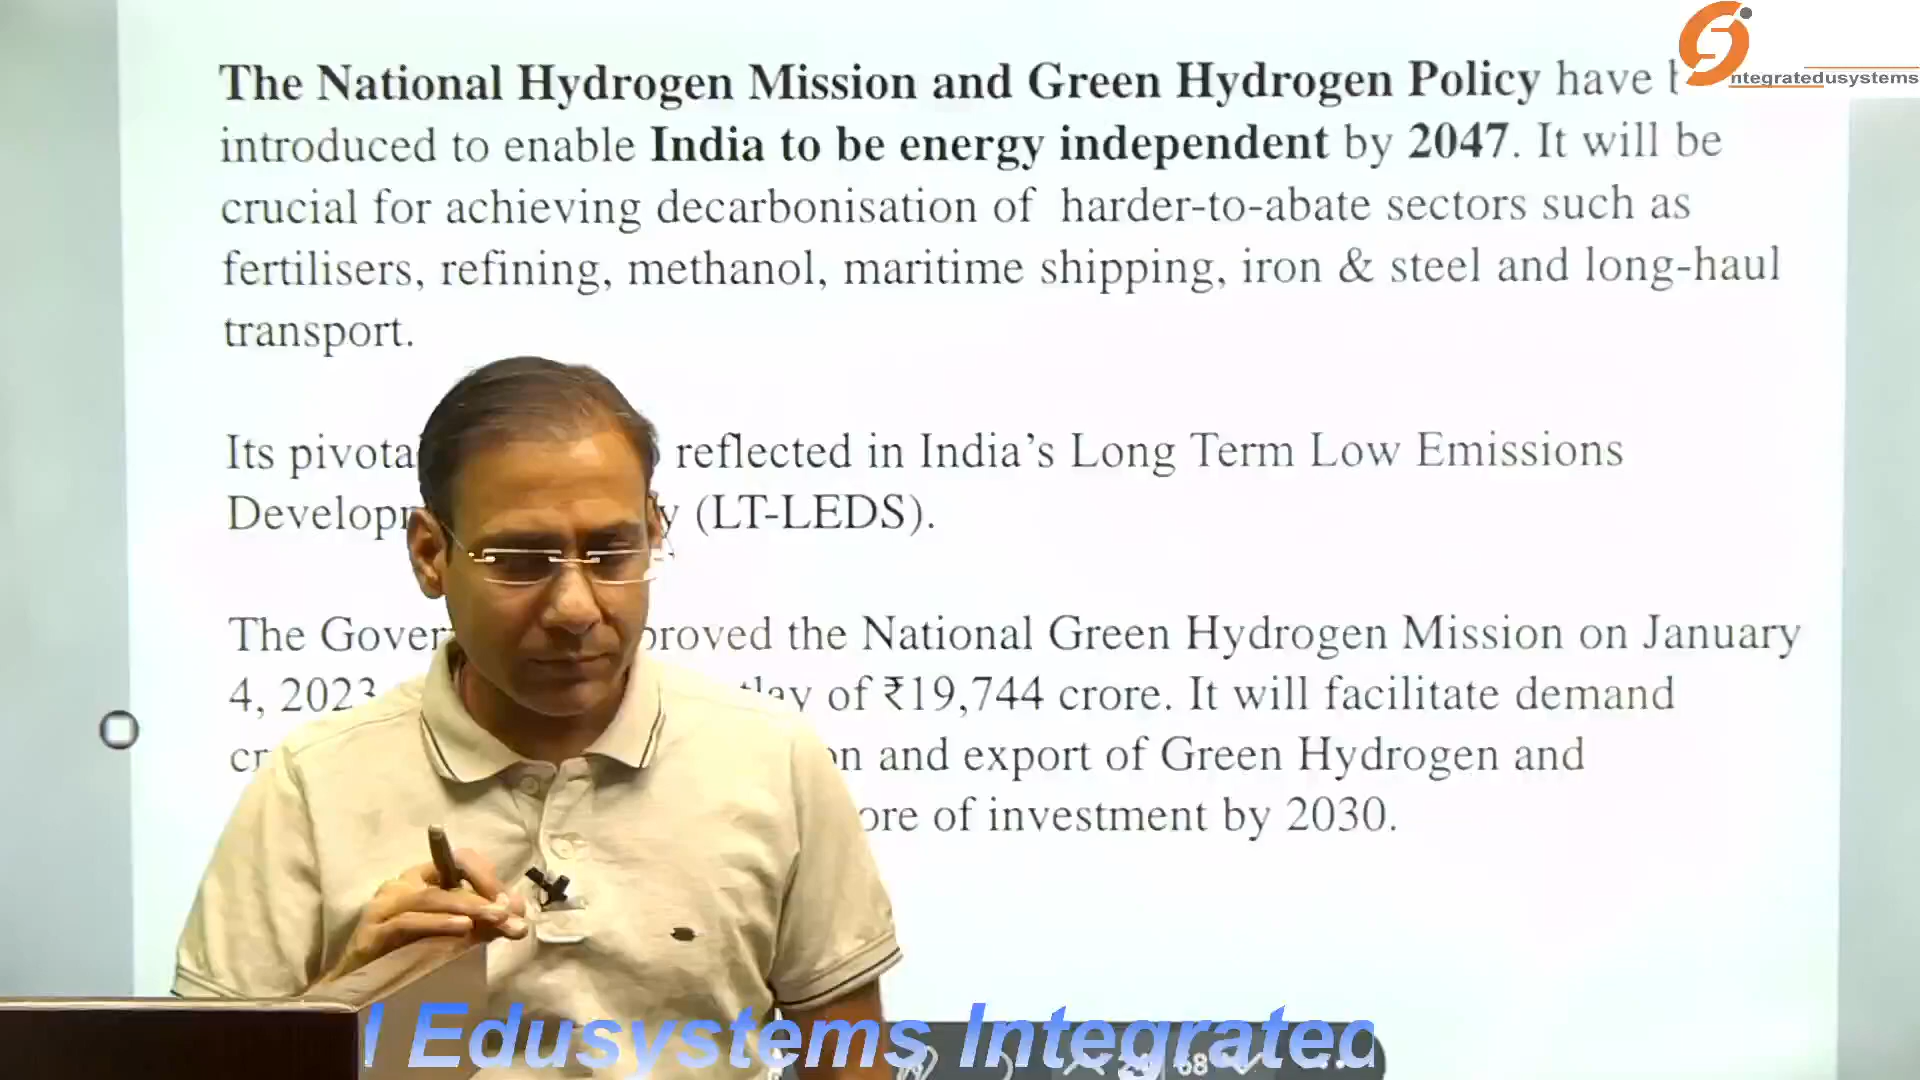 The National Hydrogen Mission and Green Hydrogen Policy have
introduced to enable India to be energy independent by 2047. It will be
crucial for achieving decarbonisation of harder-to-abate sectors such as
fertilisers, refining, methanol, maritime shipping, iron & steel and long-haul
transport.
Its reflected in India's Long Term Low Emissions
(LT-LEDS).
The the National Green Hydrogen Mission on January
4, 2023 of ₹19,744 crore. It will facilitate demand
and export of Green Hydrogen and
of investment by 2030.
ntegratedusystems
Edusystems Integrated
68